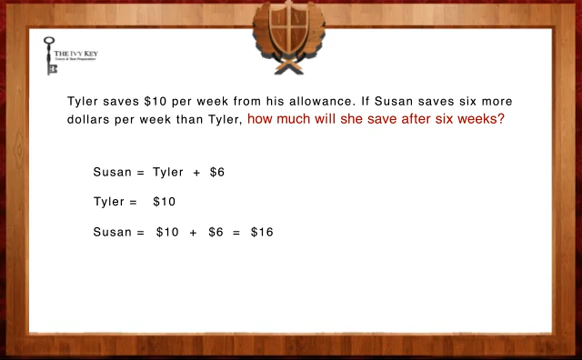 THE IVY KEY
Tyler saves $10 per week from his allowance. If Susan saves six more
dollars per week than Tyler, how much will she save after six weeks?
Susan = Tyler + $6
Tyler = $10
Susan = $10 + $6 = $16